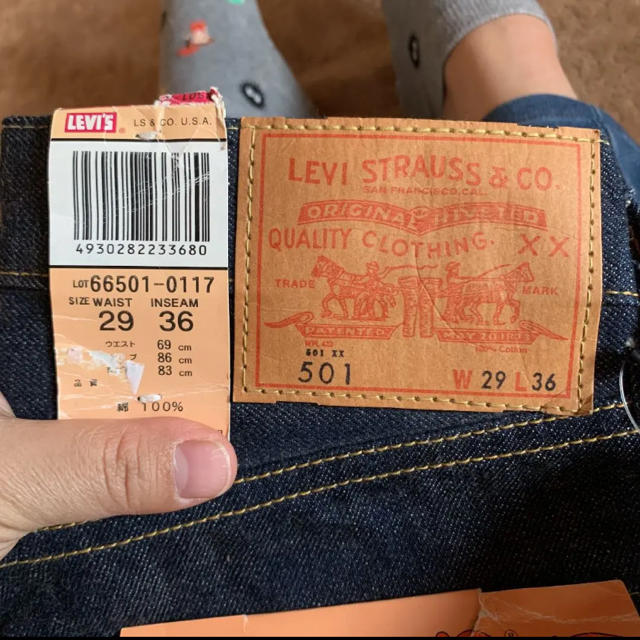 LEVI'S
LS & CO. U.S.A.
4930282233680
LOT 66501-0117
SIZE WAIST INSEAM
29 36
ウエスト 69 cm
86 cm
83 cm
綿 100%
LEVI STRAUSS & CO.
SAN FRANCISCO, CAL.
ORIGINAL RIVETED
QUALITY CLOTHING. XX
TRADE MARK
PATENTED
501 XX
501 W 29 L 36